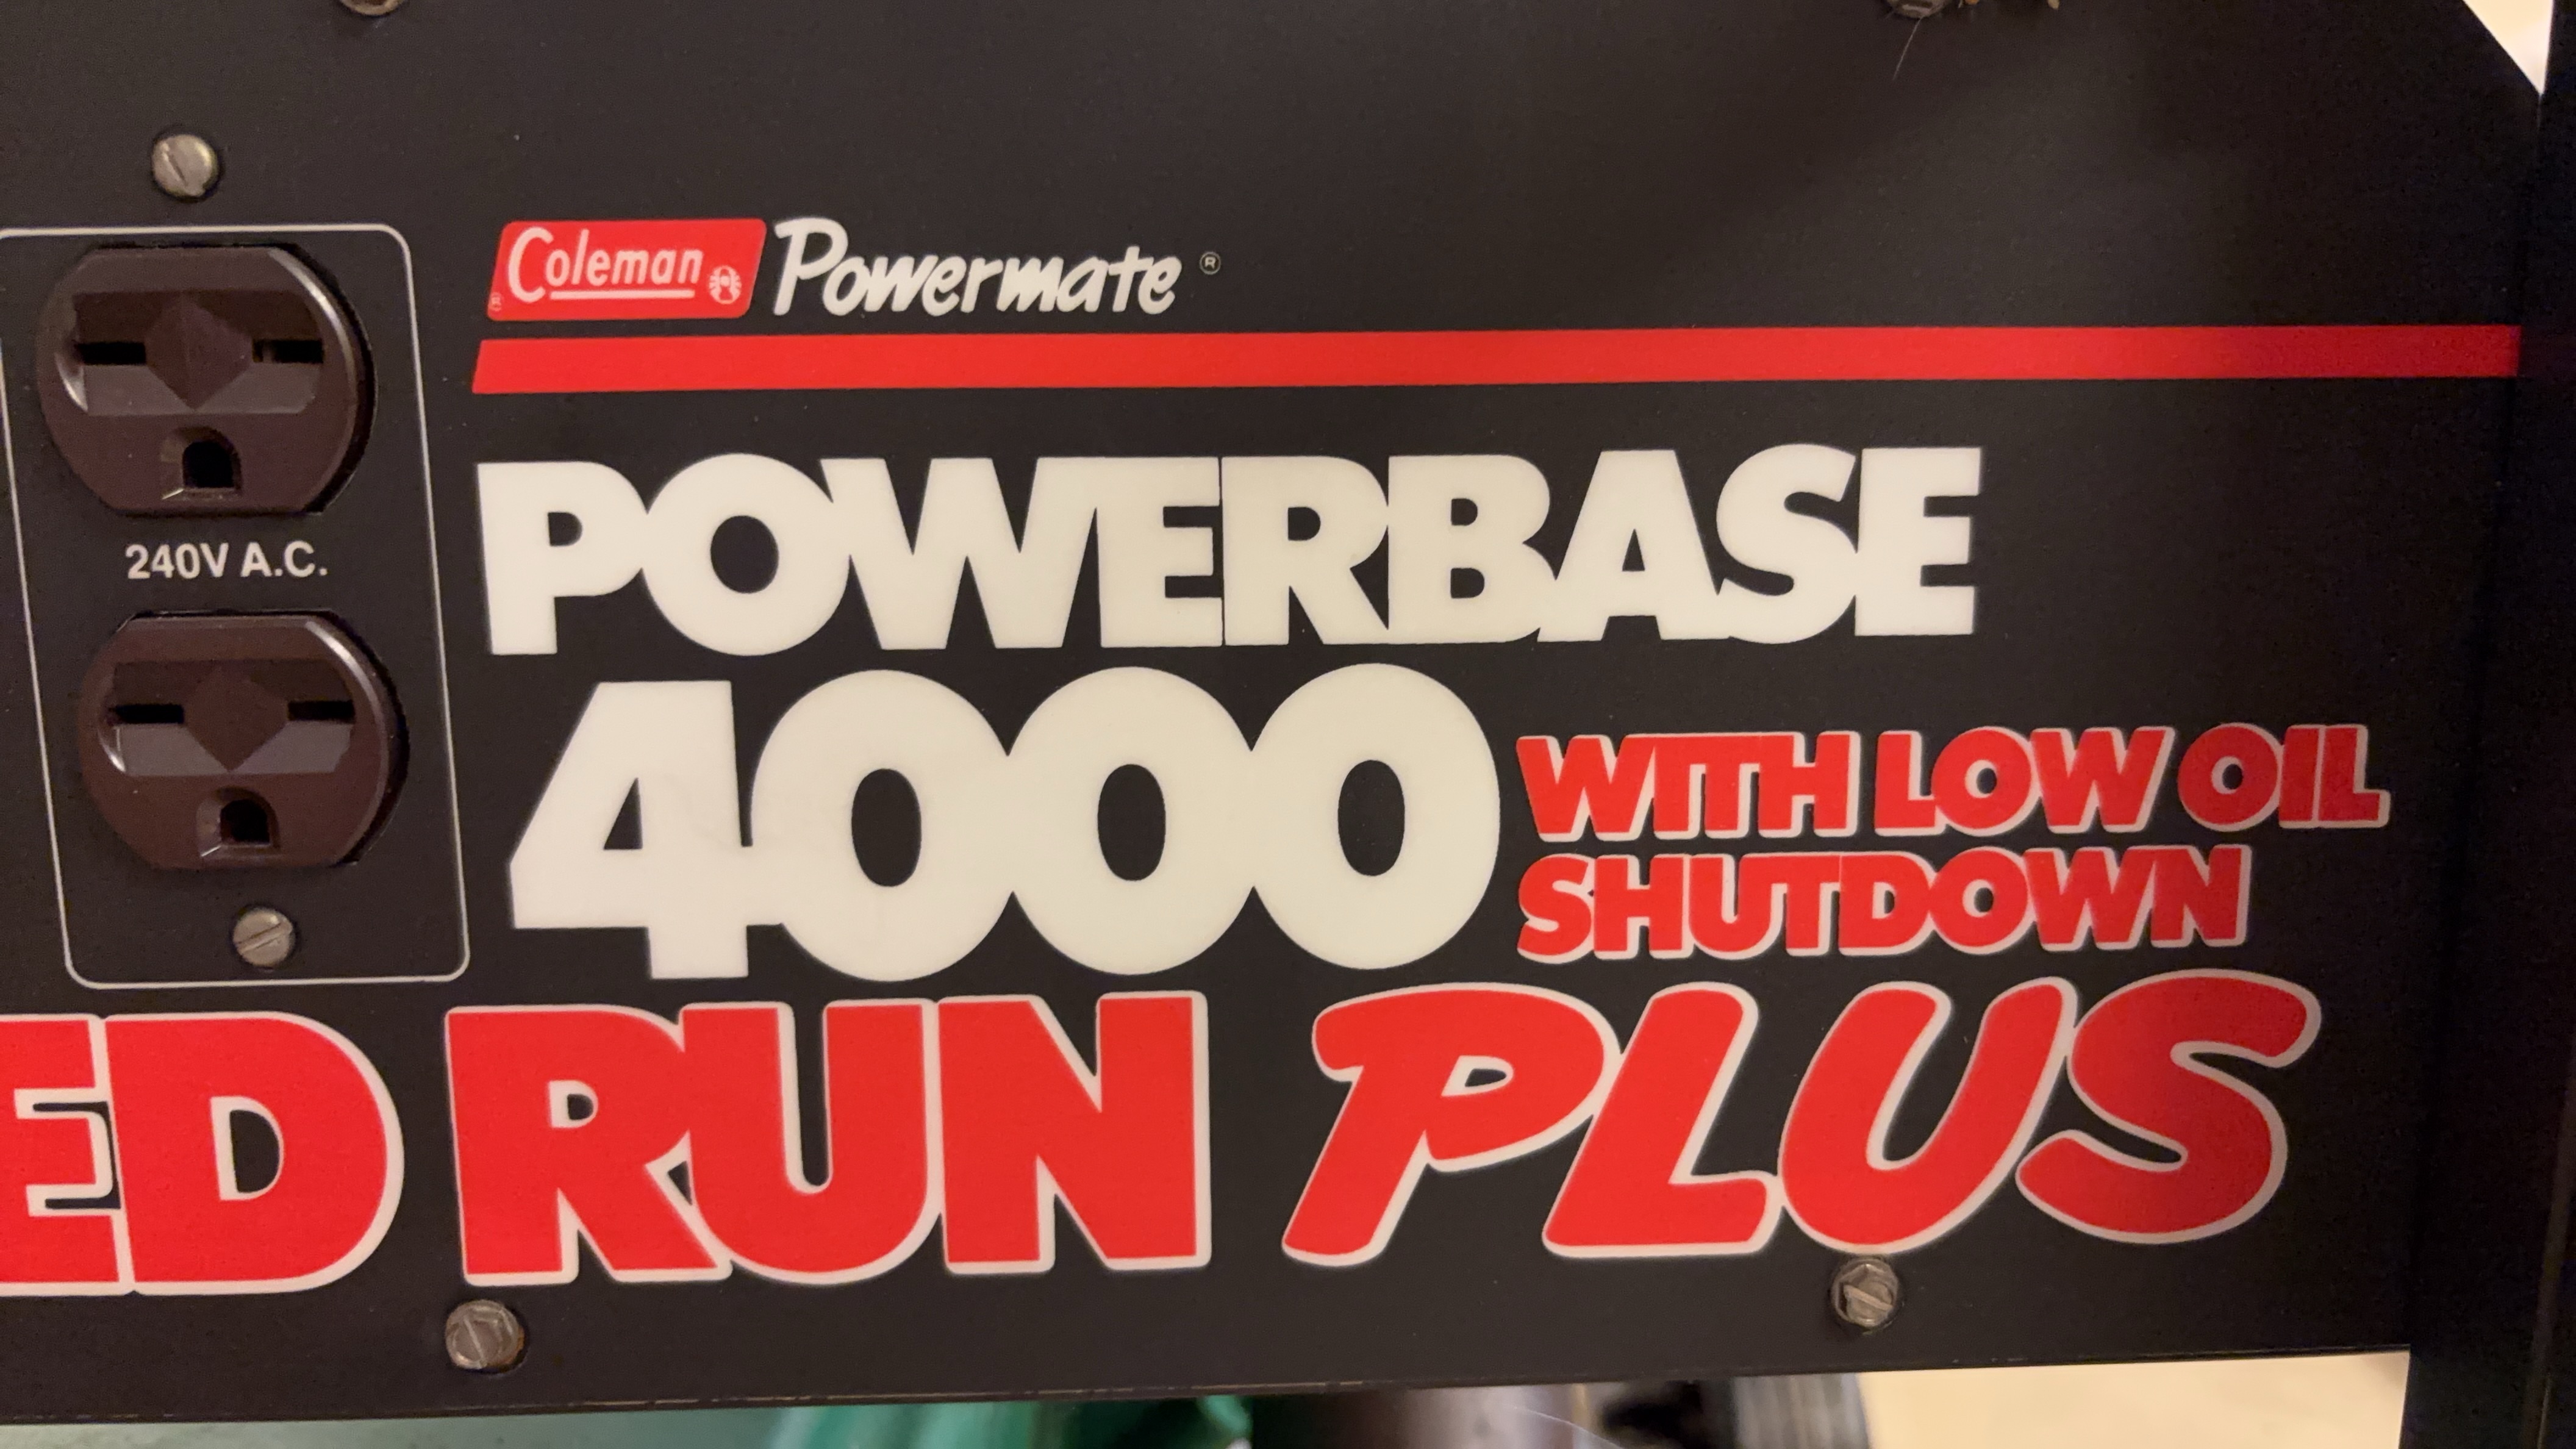 Coleman® Powermate®
240V A.C.
POWERBASE
4000
WITH LOW OIL
SHUTDOWN
ED RUN PLUS